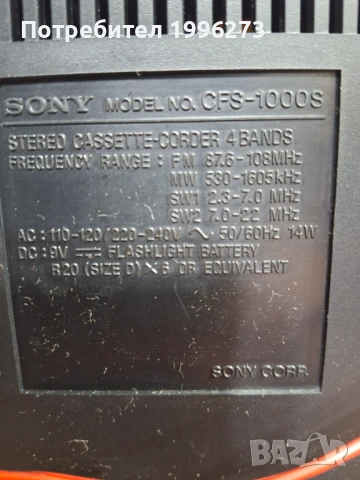 Потребител 1996273
SONY MODEL NO. CFS-1000S
STEREO CASSETTE-CORDER 4 BANDS
FREQUENCY RANGE : FM 87.6-108MHz
MW 530-1605kHz
SW1 2.3-7.0 MHz
SW2 7.0-22 MHz
AC : 110-120/220-240V ∿ 50/60Hz 14W
DC : 9V ⎓ FLASHLIGHT BATTERY
R20 (SIZE D) × 6 OR EQUIVALENT
SONY CORP.
BAZAR
.bg